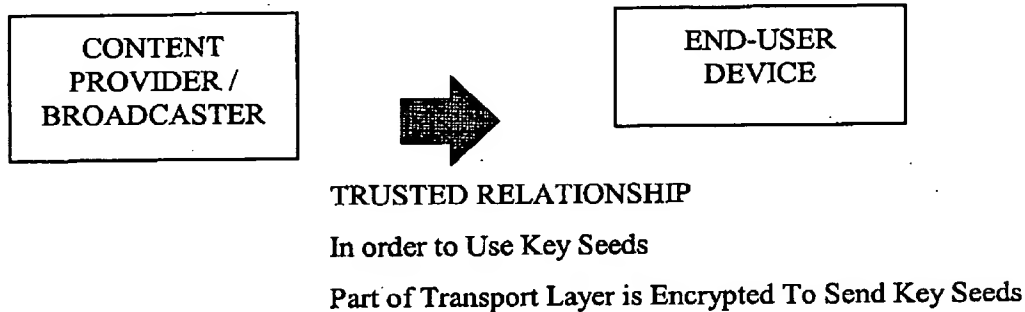 CONTENT
PROVIDER /
BROADCASTER
END-USER
DEVICE
TRUSTED RELATIONSHIP
In order to Use Key Seeds
Part of Transport Layer is Encrypted To Send Key Seeds